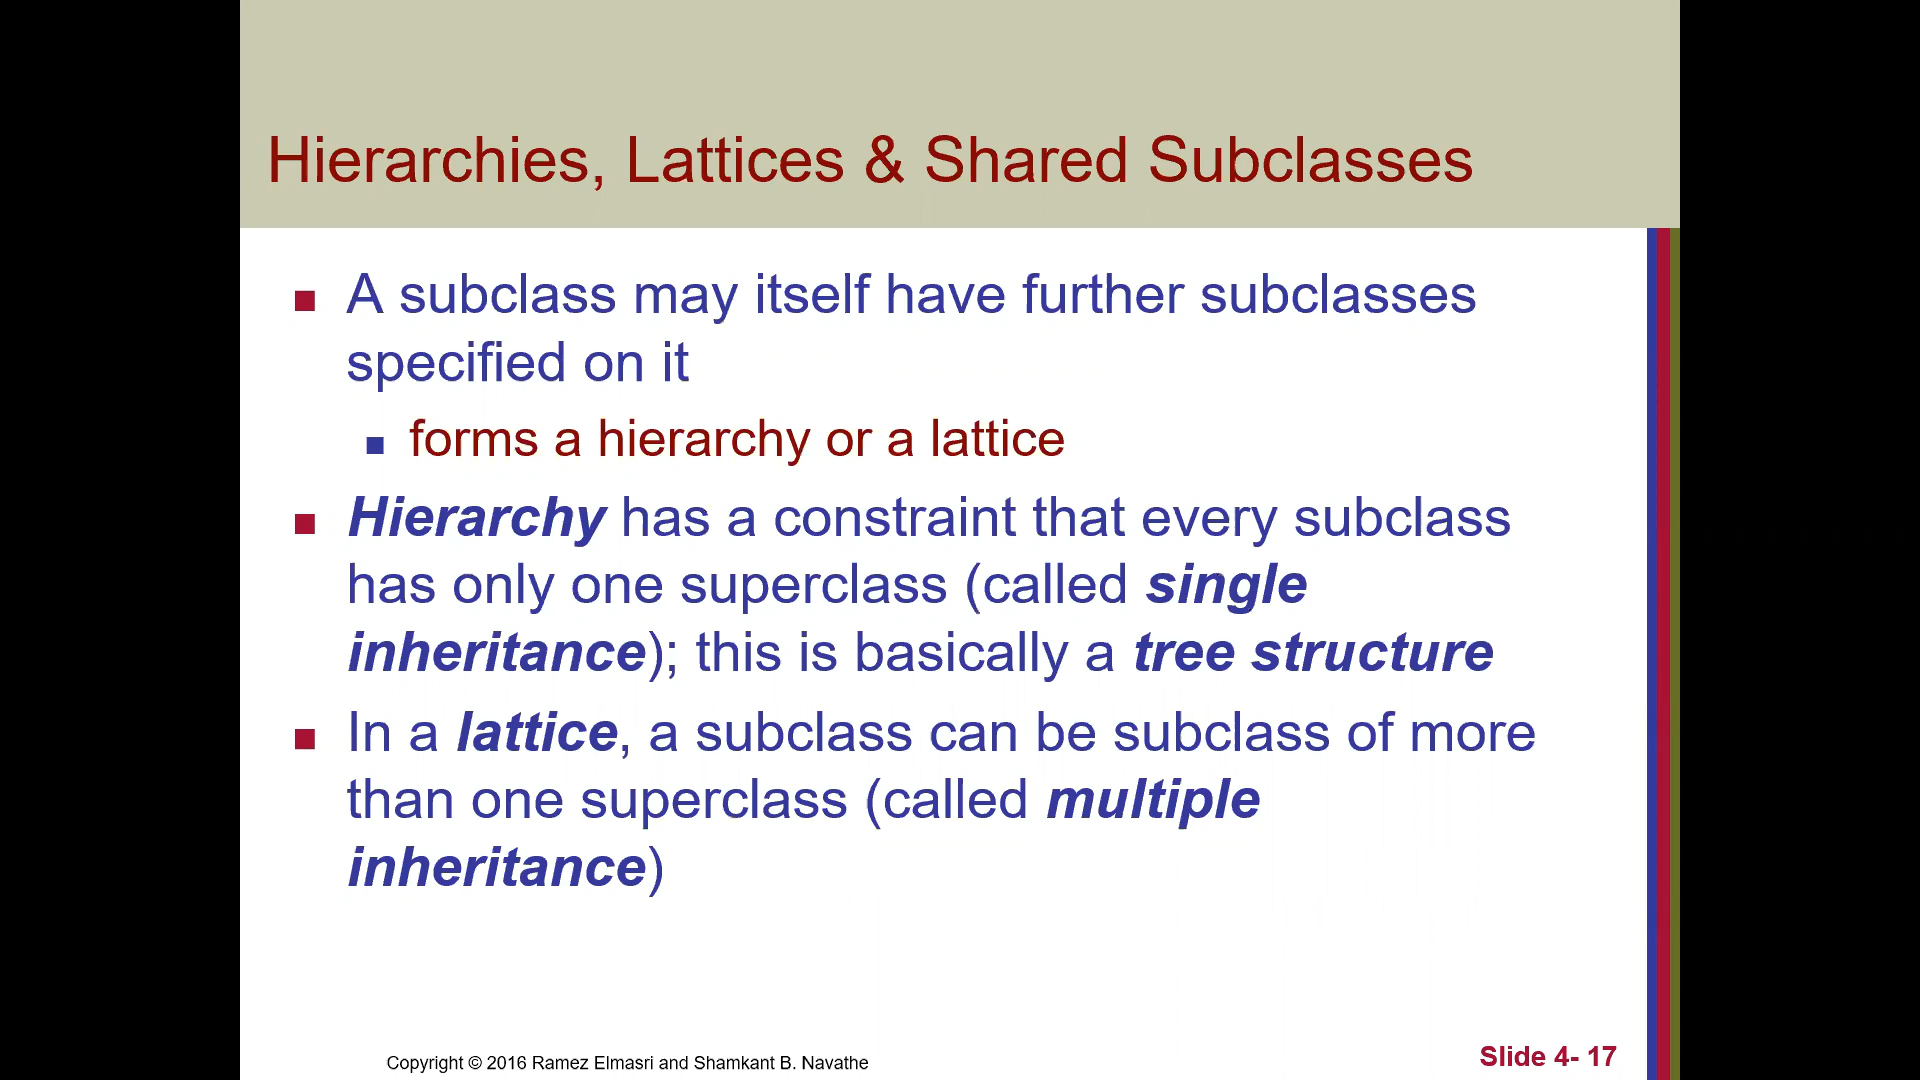 Hierarchies, Lattices & Shared Subclasses
A subclass may itself have further subclasses
specified on it
forms a hierarchy or a lattice
Hierarchy has a constraint that every subclass
has only one superclass (called single
inheritance); this is basically a tree structure
In a lattice, a subclass can be subclass of more
than one superclass (called multiple
inheritance)
Copyright © 2016 Ramez Elmasri and Shamkant B. Navathe
Slide 4- 17